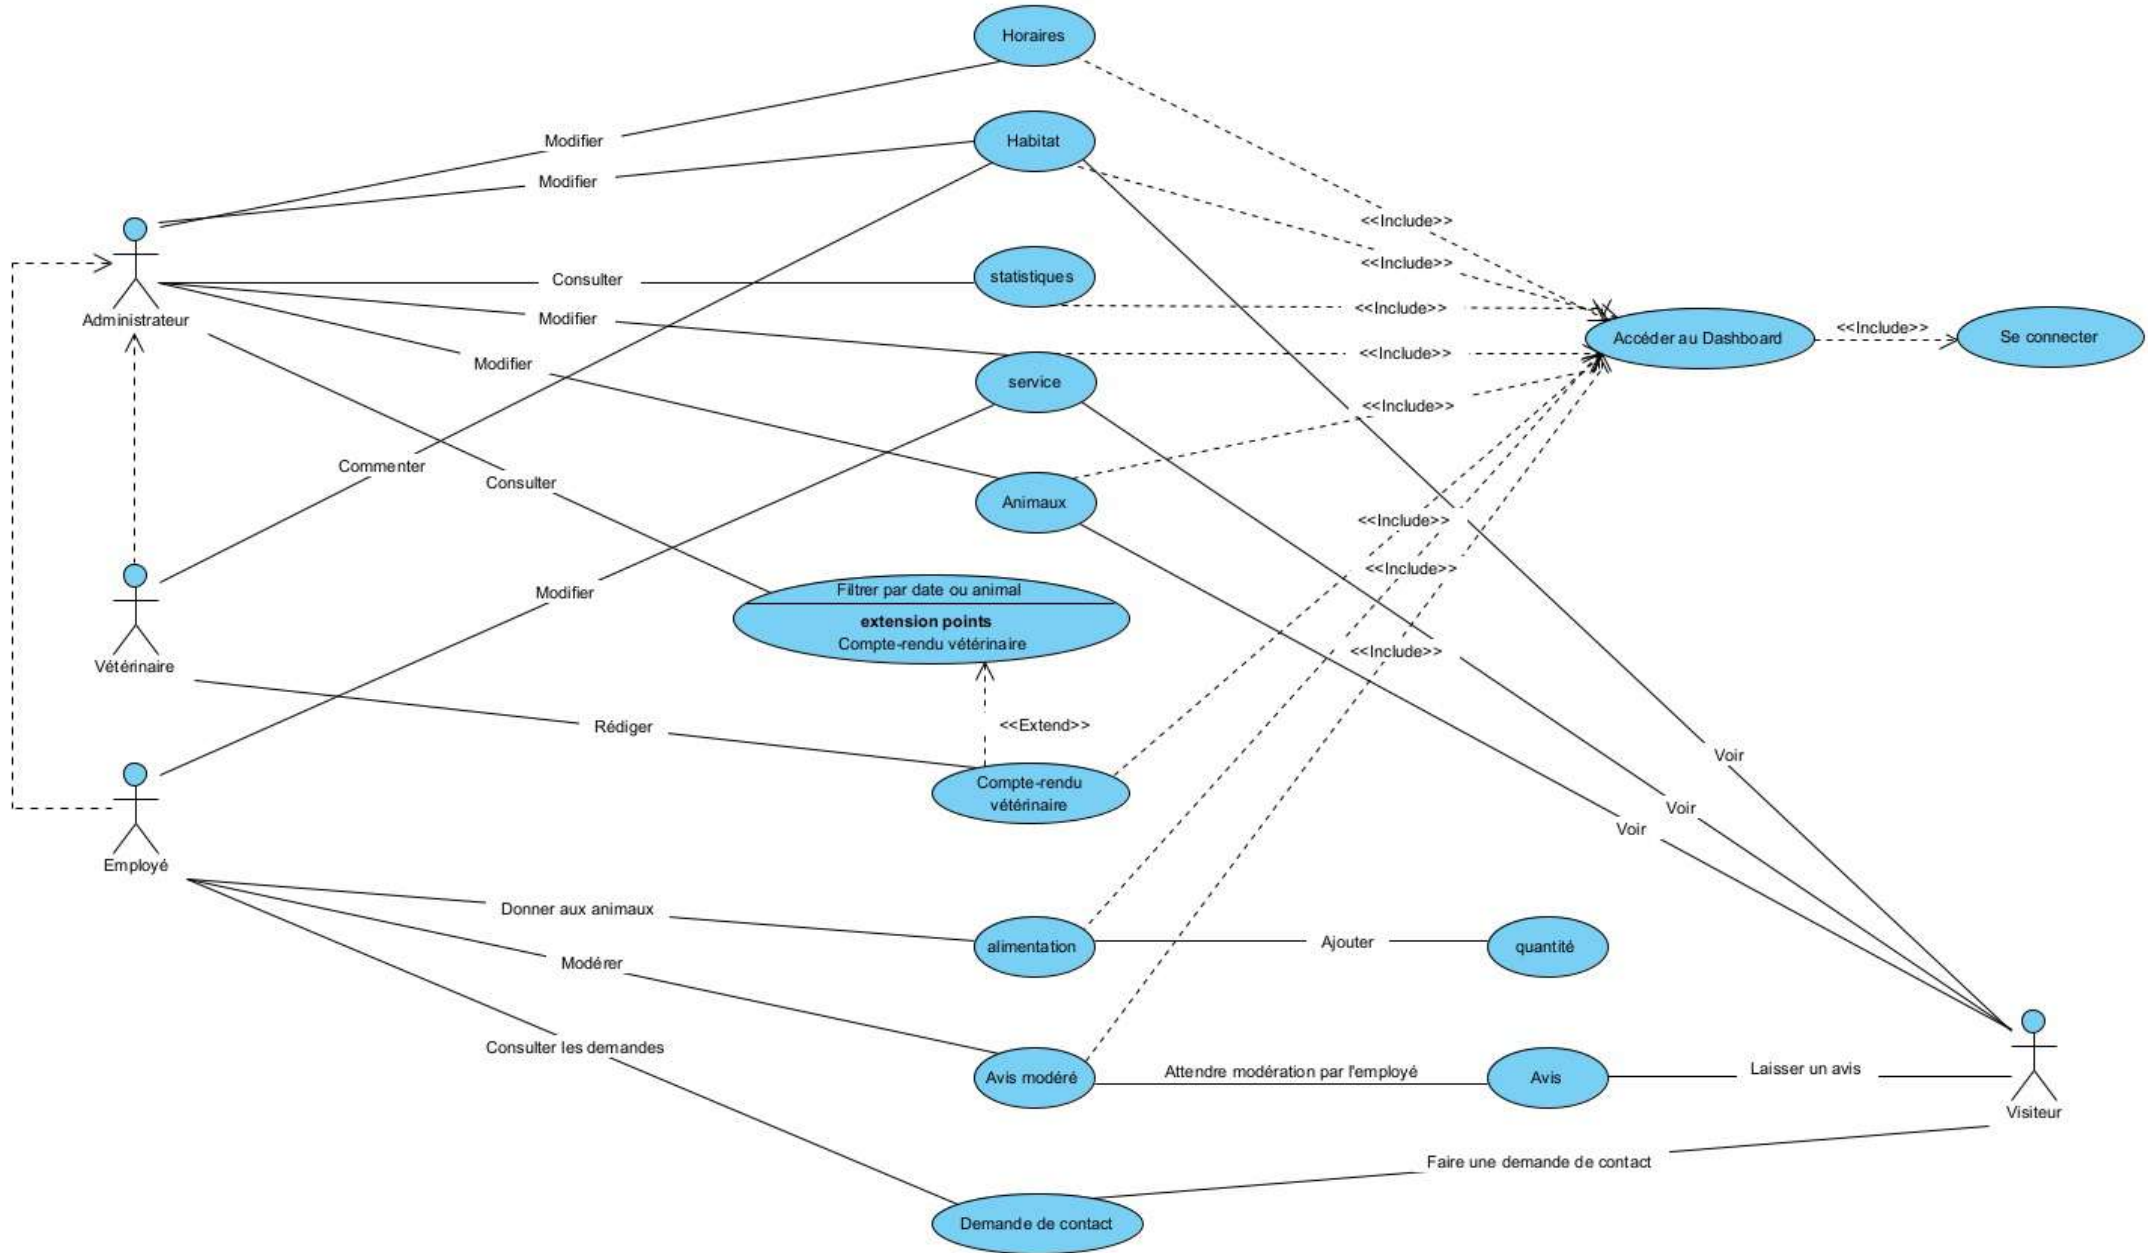 Horaires
Modifier
Habitat
Modifier
<<Include>>
<<Include>>
statistiques
Consulter
<<Include>>
Administrateur
Modifier
<<Include>>
Accéder au Dashboard
<<Include>>
Se connecter
Modifier
service
<<Include>>
Commenter
Consulter
Animaux
<<Include>>
<<Include>>
Modifier
Filtrer par date ou animal
extension points
Compte-rendu vétérinaire
<<Include>>
Vétérinaire
Rédiger
<<Extend>>
Voir
Compte-rendu
vétérinaire
Voir
Voir
Employé
Donner aux animaux
alimentation
Ajouter
quantité
Modérer
Consulter les demandes
Avis modéré
Attendre modération par l'employé
Avis
Laisser un avis
Visiteur
Faire une demande de contact
Demande de contact